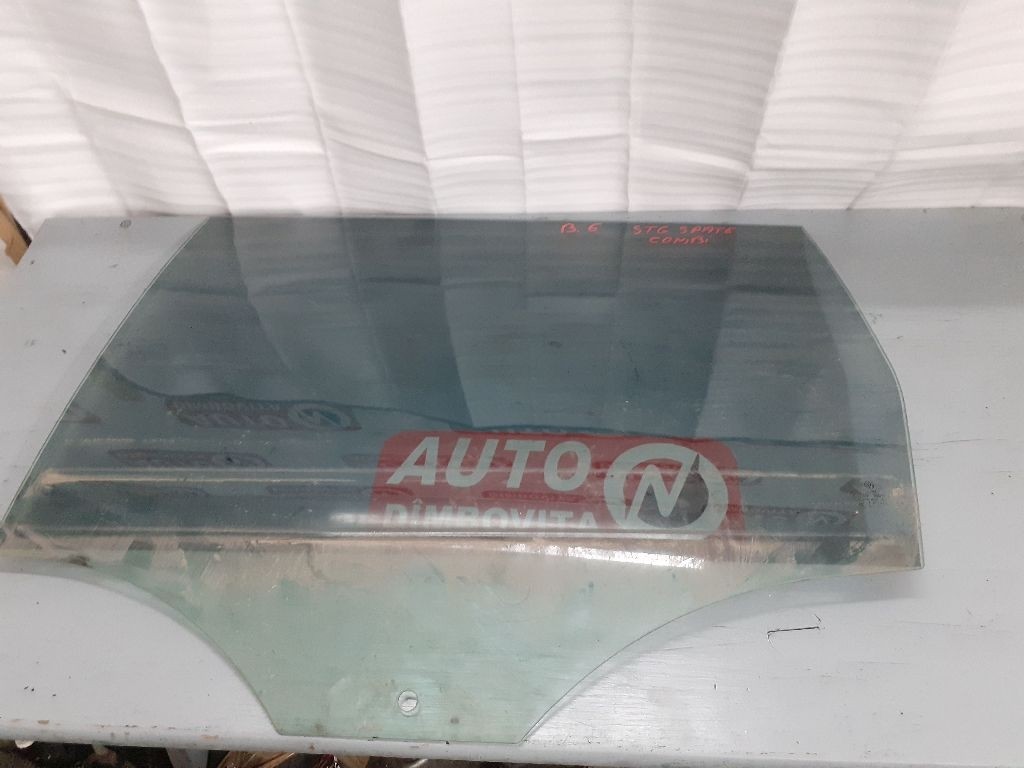 B.6 STG SPATE
COMBI
AUTO
DÎMBOVITA
N